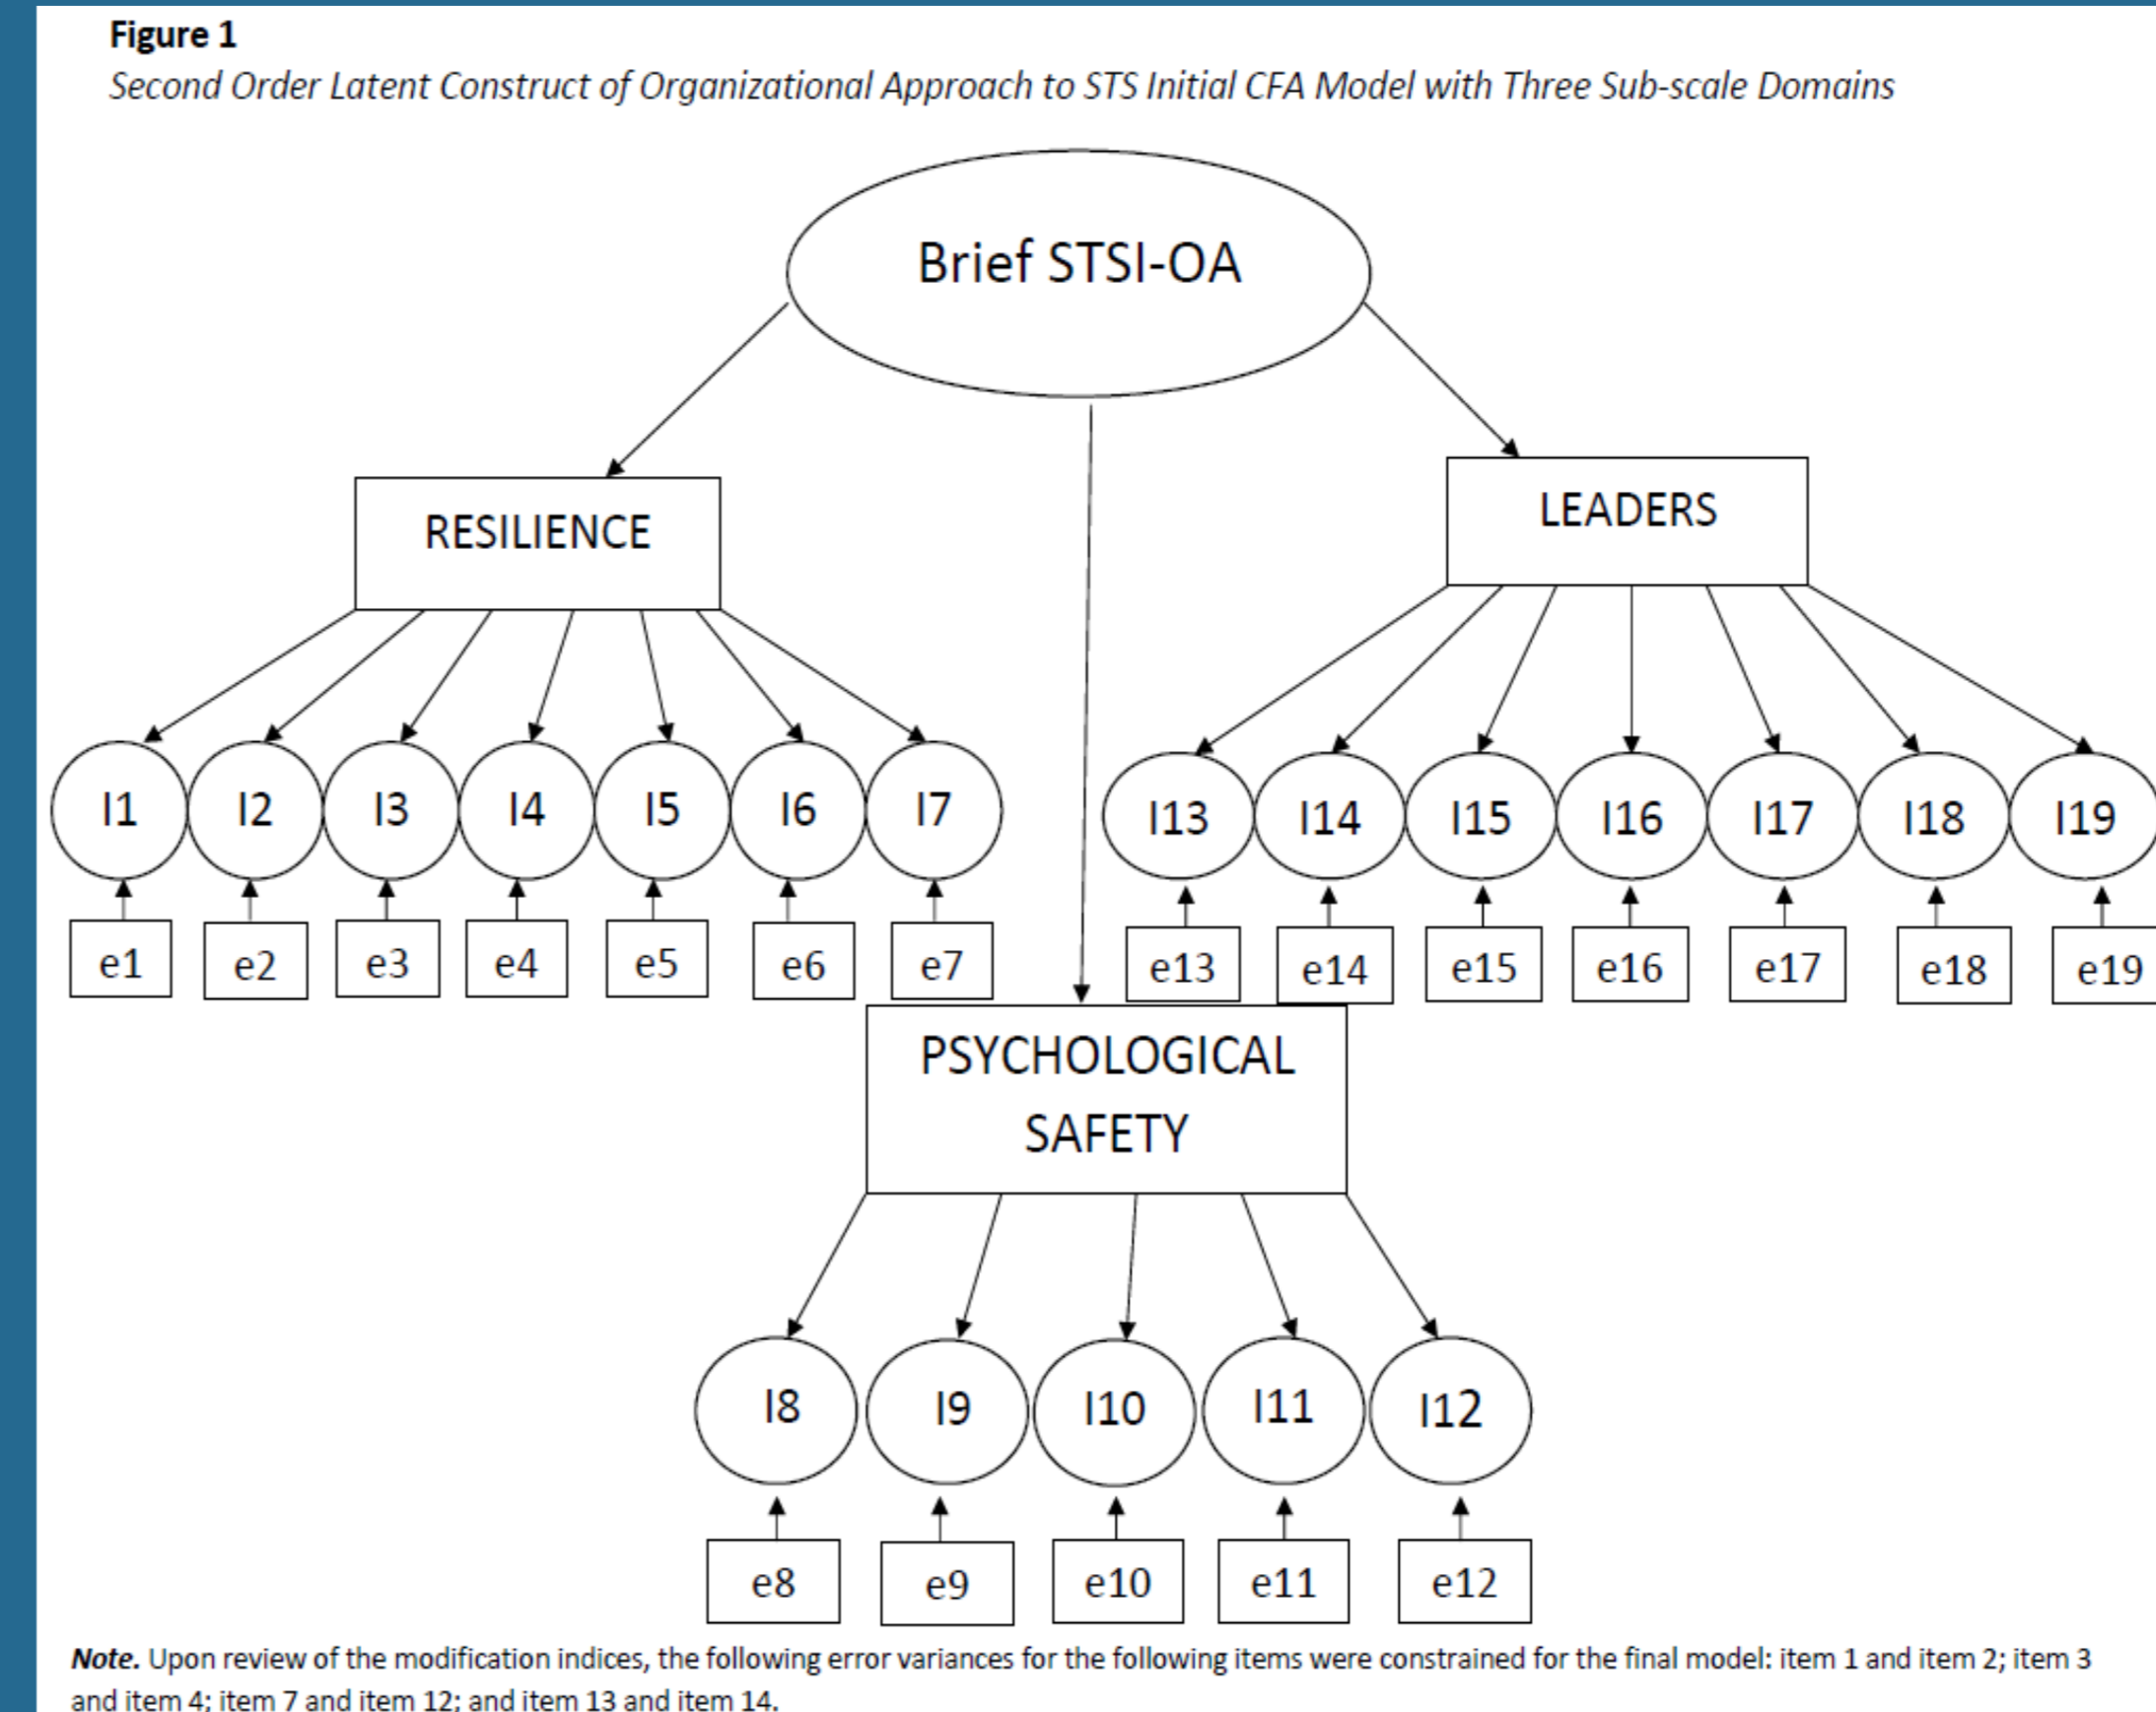 Figure 1
Second Order Latent Construct of Organizational Approach to STS Initial CFA Model with Three Sub-scale Domains
Brief STSI-OA
RESILIENCE
LEADERS
I1 I2 I3 I4 I5 I6 I7
I13 I14 I15 I16 I17 I18 I19
e1 e2 e3 e4 e5 e6 e7
e13 e14 e15 e16 e17 e18 e19
PSYCHOLOGICAL
SAFETY
I8 I9 I10 I11 I12
e8 e9 e10 e11 e12
Note. Upon review of the modification indices, the following error variances for the following items were constrained for the final model: item 1 and item 2; item 3
and item 4; item 7 and item 12; and item 13 and item 14.